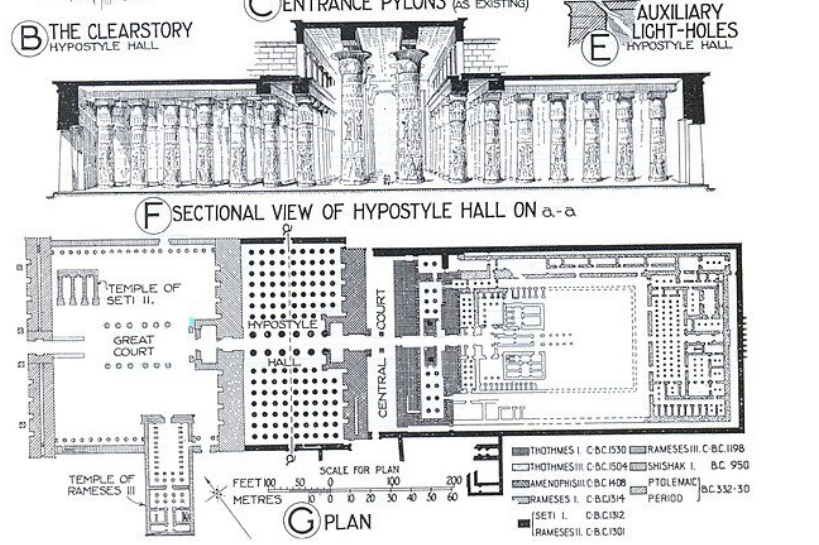 C ENTRANCE PYLONS (AS EXISTING)
B THE CLEARSTORY
HYPOSTYLE HALL
AUXILIARY
LIGHT-HOLES
E HYPOSTYLE HALL
F SECTIONAL VIEW OF HYPOSTYLE HALL ON a-a
TEMPLE OF
SETI II.
GREAT
COURT
HYPOSTYLE
HALL
CENTRAL COURT
TEMPLE OF
RAMESES III
SCALE FOR PLAN
FEET 100 50 0 100 200
METRES 10 0 10 20 30 40 50 60
G PLAN
THOTHMES I. C·B.C.1530
THOTHMES III. C·B.C.1504
AMENOPHIS III. C·B.C.1408
RAMESES I. C·B.C.1314
SETI I. C·B.C.1312
RAMESES II. C·B.C.1301
RAMESES III. C·B.C.1198
SHISHAK I. B.C. 950
PTOLEMAIC
PERIOD
B.C.332-30